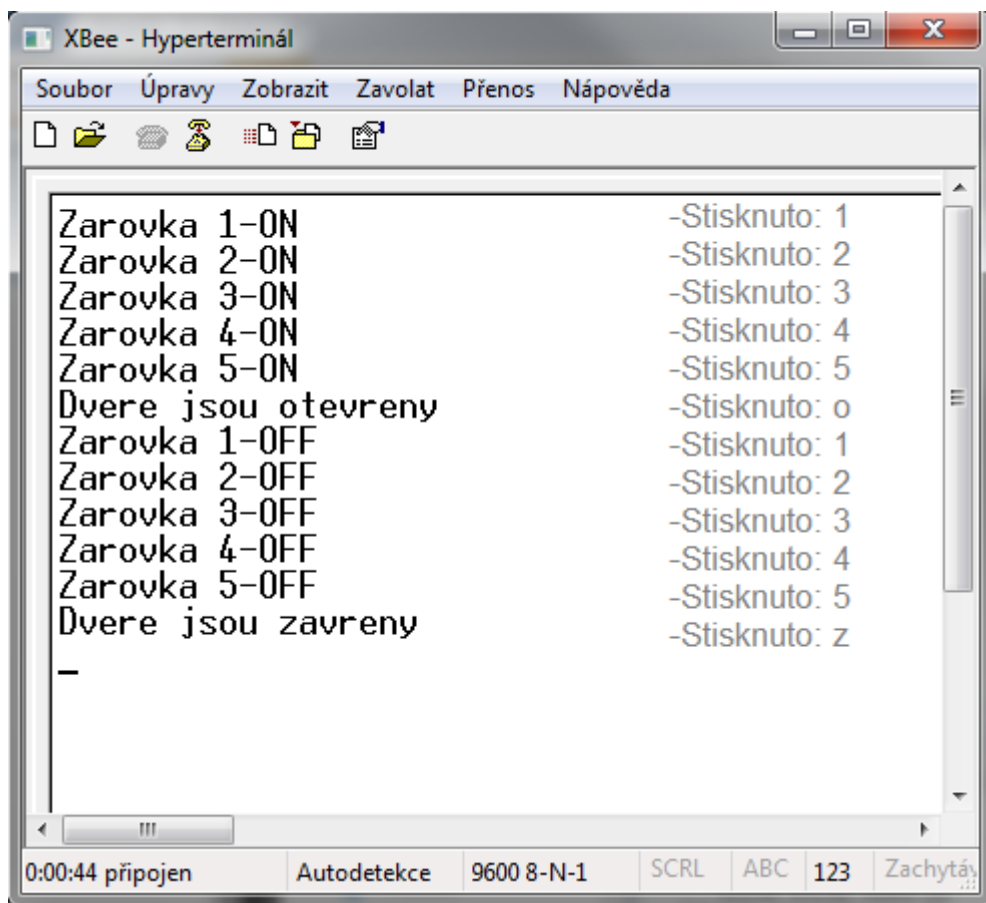 XBee - Hyperterminál
Soubor Úpravy Zobrazit Zavolat Přenos Nápověda
Zarovka 1-ON -Stisknuto: 1
Zarovka 2-ON -Stisknuto: 2
Zarovka 3-ON -Stisknuto: 3
Zarovka 4-ON -Stisknuto: 4
Zarovka 5-ON -Stisknuto: 5
Dvere jsou otevreny -Stisknuto: o
Zarovka 1-OFF -Stisknuto: 1
Zarovka 2-OFF -Stisknuto: 2
Zarovka 3-OFF -Stisknuto: 3
Zarovka 4-OFF -Stisknuto: 4
Zarovka 5-OFF -Stisknuto: 5
Dvere jsou zavreny -Stisknuto: z
0:00:44 připojen Autodetekce 9600 8-N-1 SCRL ABC 123